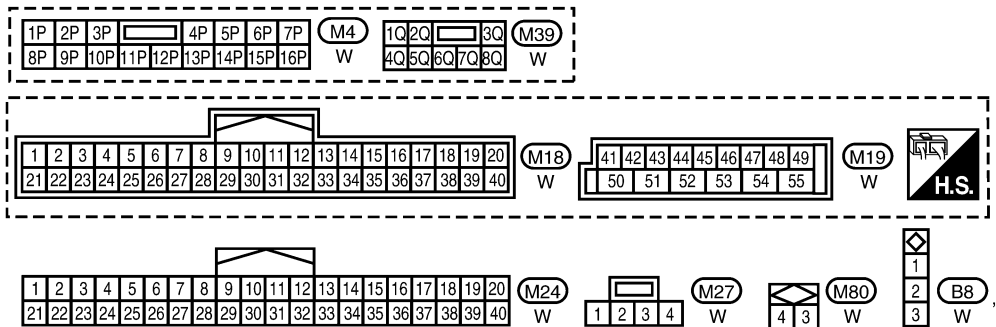 1P 2P 3P 4P 5P 6P 7P
8P 9P 10P 11P 12P 13P 14P 15P 16P
M4
W
1Q 2Q 3Q
4Q 5Q 6Q 7Q 8Q
M39
W
1 2 3 4 5 6 7 8 9 10 11 12 13 14 15 16 17 18 19 20
21 22 23 24 25 26 27 28 29 30 31 32 33 34 35 36 37 38 39 40
M18
W
41 42 43 44 45 46 47 48 49
50 51 52 53 54 55
M19
W
H.S.
1 2 3 4 5 6 7 8 9 10 11 12 13 14 15 16 17 18 19 20
21 22 23 24 25 26 27 28 29 30 31 32 33 34 35 36 37 38 39 40
M24
W
1 2 3 4
M27
W
4 3
M80
W
1
2
3
B8 ,
W